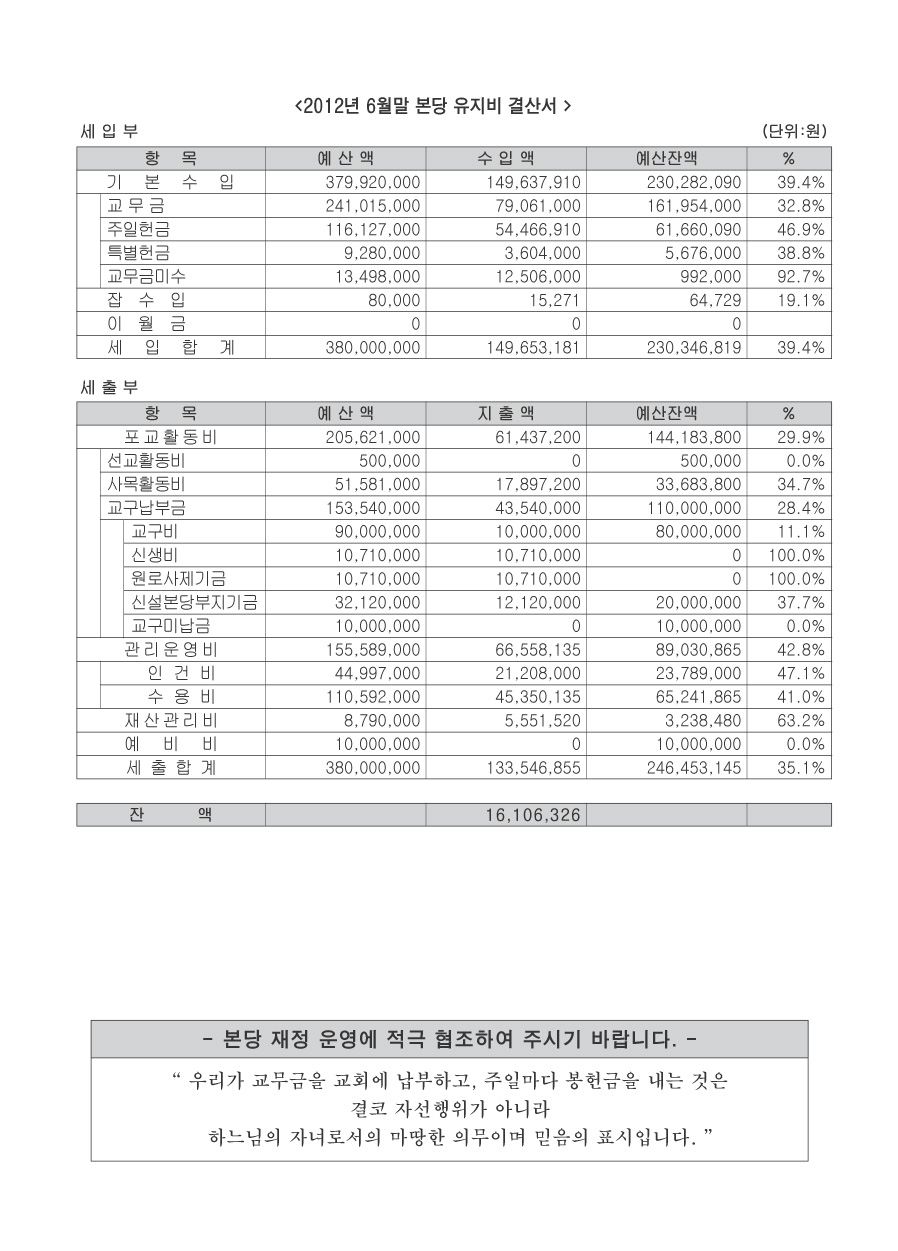 <2012년 6월말 본당 유지비 결산서 >
세 입 부 (단위:원)
항 목 예 산 액 수 입 액 예산잔액 %
기 본 수 입 379,920,000 149,637,910 230,282,090 39.4%
교 무 금 241,015,000 79,061,000 161,954,000 32.8%
주일헌금 116,127,000 54,466,910 61,660,090 46.9%
특별헌금 9,280,000 3,604,000 5,676,000 38.8%
교무금미수 13,498,000 12,506,000 992,000 92.7%
잡 수 입 80,000 15,271 64,729 19.1%
이 월 금 0 0 0
세 입 합 계 380,000,000 149,653,181 230,346,819 39.4%
세 출 부
항 목 예 산 액 지 출 액 예산잔액 %
포교활동비 205,621,000 61,437,200 144,183,800 29.9%
선교활동비 500,000 0 500,000 0.0%
사목활동비 51,581,000 17,897,200 33,683,800 34.7%
교구납부금 153,540,000 43,540,000 110,000,000 28.4%
교구비 90,000,000 10,000,000 80,000,000 11.1%
신생비 10,710,000 10,710,000 0 100.0%
원로사제기금 10,710,000 10,710,000 0 100.0%
신설본당부지기금 32,120,000 12,120,000 20,000,000 37.7%
교구미납금 10,000,000 0 10,000,000 0.0%
관리운영비 155,589,000 66,558,135 89,030,865 42.8%
인 건 비 44,997,000 21,208,000 23,789,000 47.1%
수 용 비 110,592,000 45,350,135 65,241,865 41.0%
재산관리비 8,790,000 5,551,520 3,238,480 63.2%
예 비 비 10,000,000 0 10,000,000 0.0%
세 출 합 계 380,000,000 133,546,855 246,453,145 35.1%
잔 액 16,106,326
- 본당 재정 운영에 적극 협조하여 주시기 바랍니다. -
“ 우리가 교무금을 교회에 납부하고, 주일마다 봉헌금을 내는 것은
결코 자선행위가 아니라
하느님의 자녀로서의 마땅한 의무이며 믿음의 표시입니다. ”